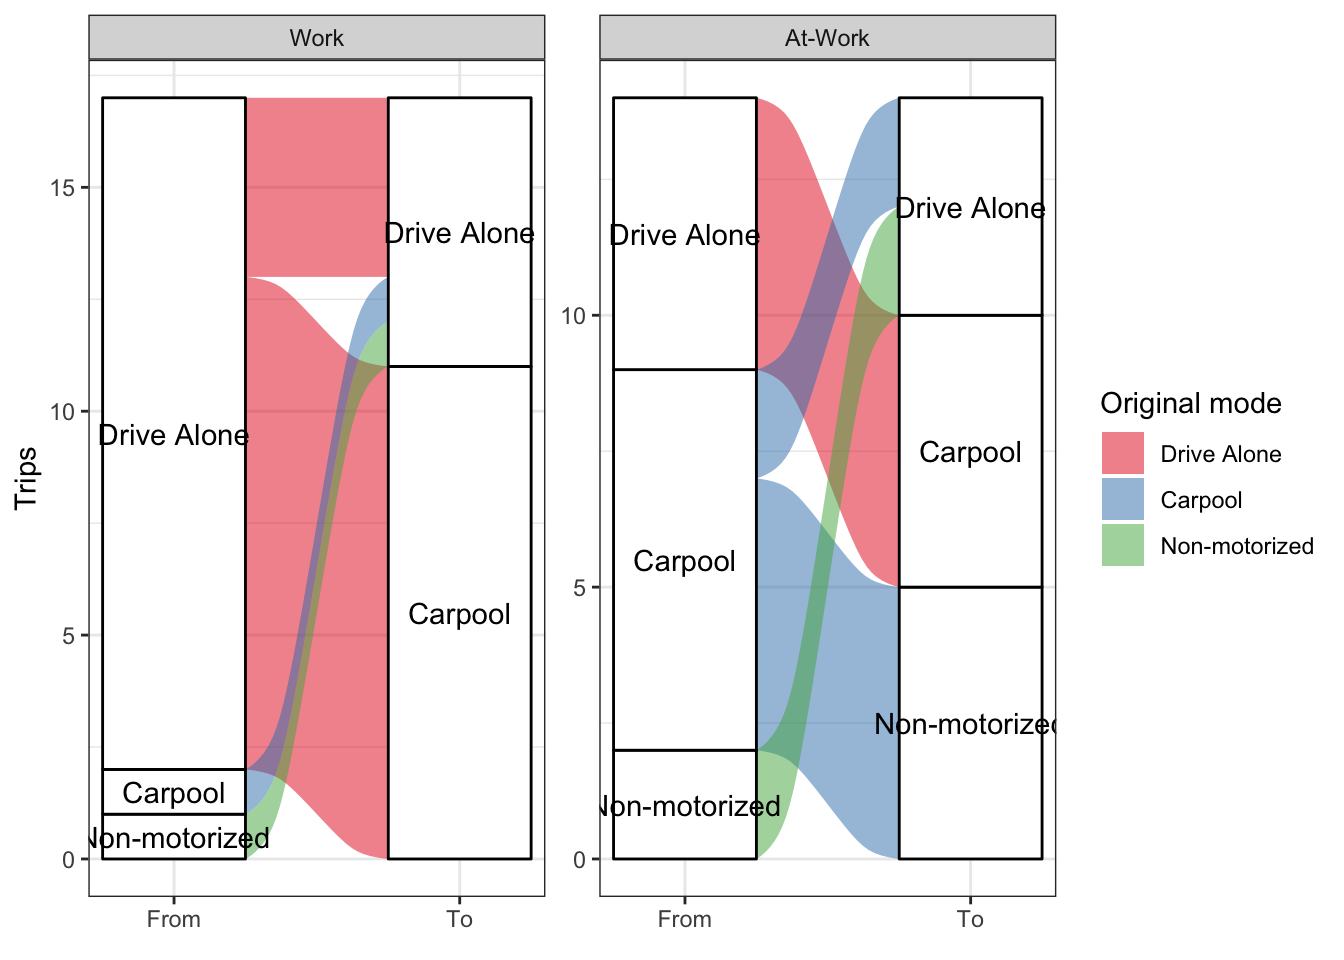 Work
At-Work
Trips
15
10
5
0
Drive Alone
Carpool
Non-motorized
Drive Alone
Carpool
From
To
10
5
0
Drive Alone
Carpool
Non-motorized
Drive Alone
Carpool
Non-motorized
From
To
Original mode
Drive Alone
Carpool
Non-motorized